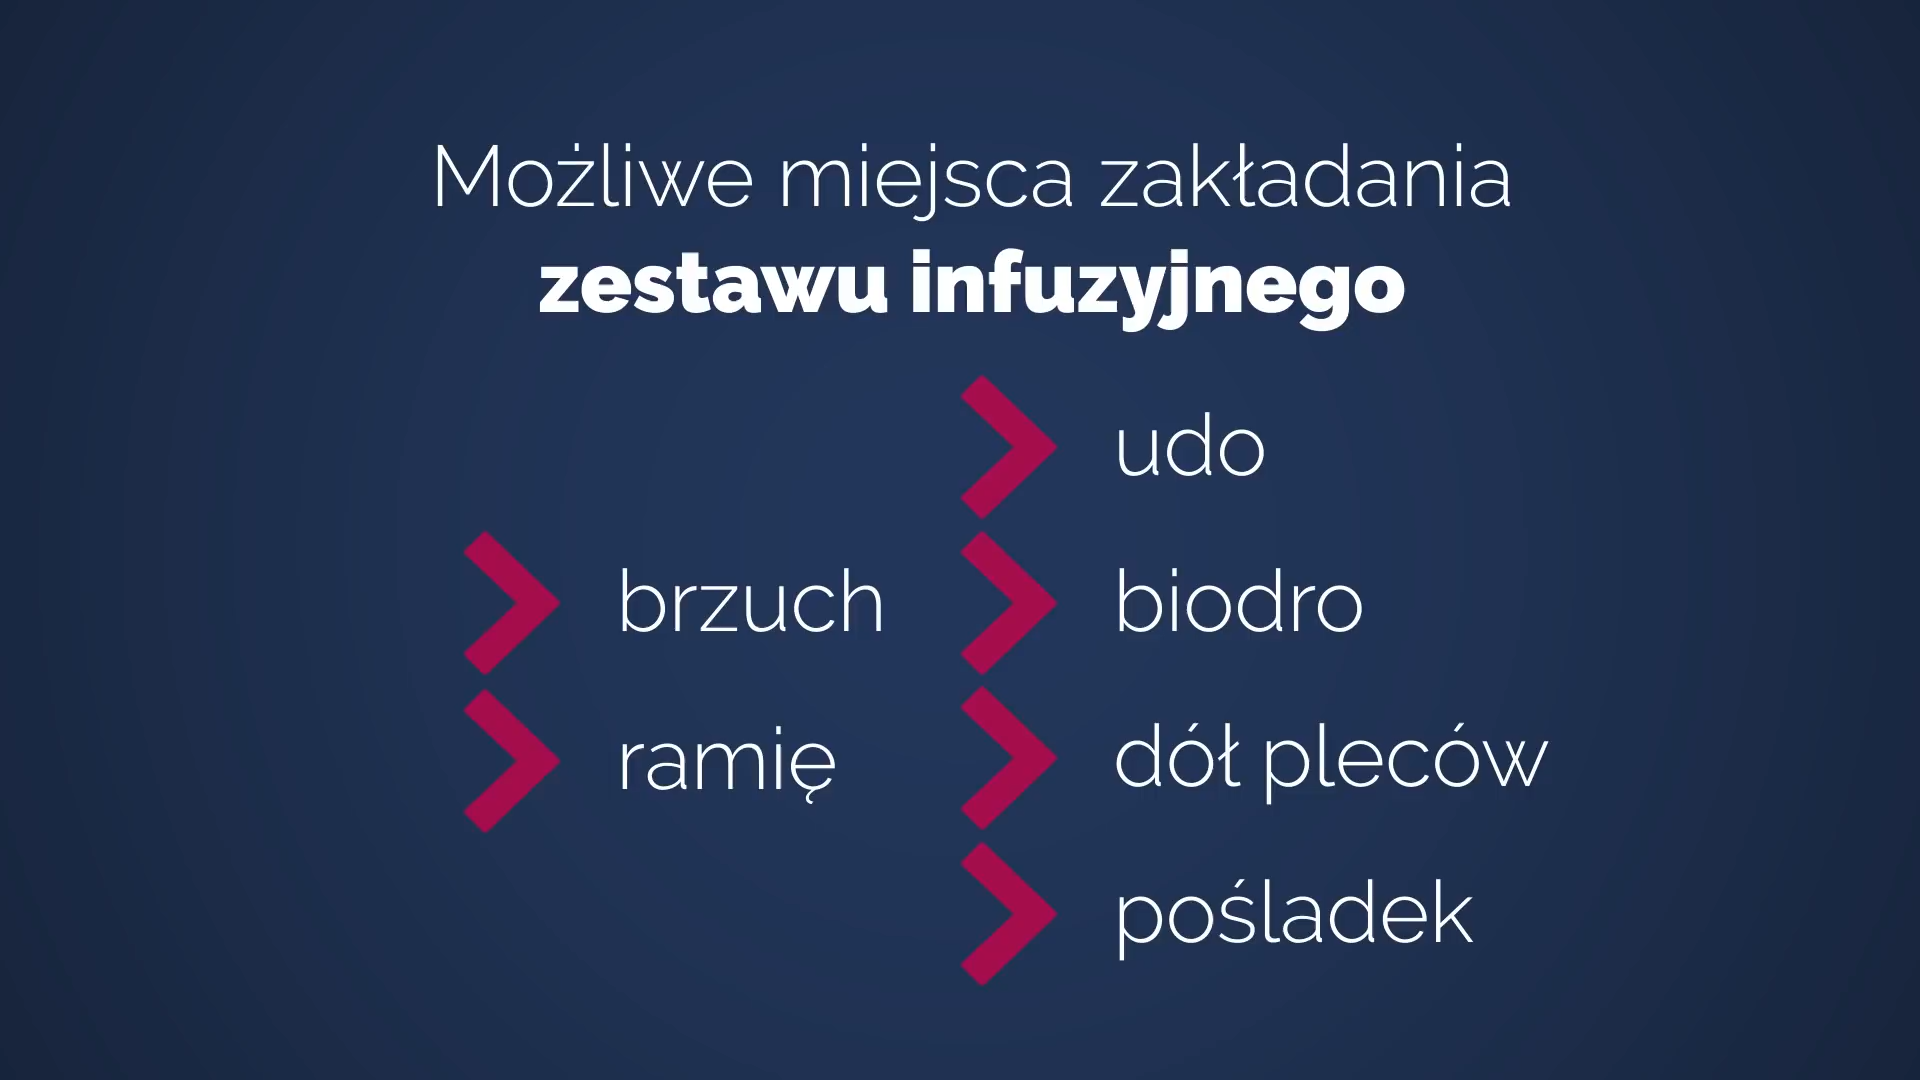 Możliwe miejsca zakładania
zestawu infuzyjnego
brzuch
ramię
udo
biodro
dół pleców
pośladek